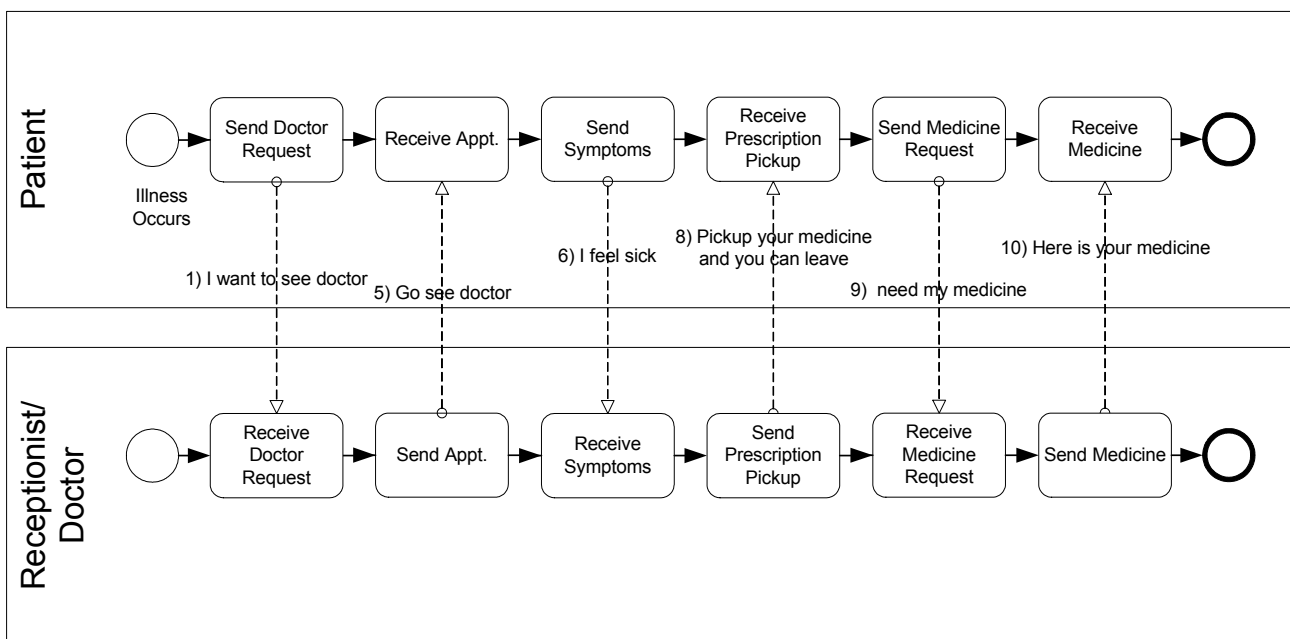 Patient
Illness
Occurs
Send Doctor
Request
Receive Appt.
Send
Symptoms
Receive
Prescription
Pickup
Send Medicine
Request
Receive
Medicine
1) I want to see doctor
5) Go see doctor
6) I feel sick
8) Pickup your medicine
and you can leave
9) need my medicine
10) Here is your medicine
Receptionist/
Doctor
Receive
Doctor
Request
Send Appt.
Receive
Symptoms
Send
Prescription
Pickup
Receive
Medicine
Request
Send Medicine